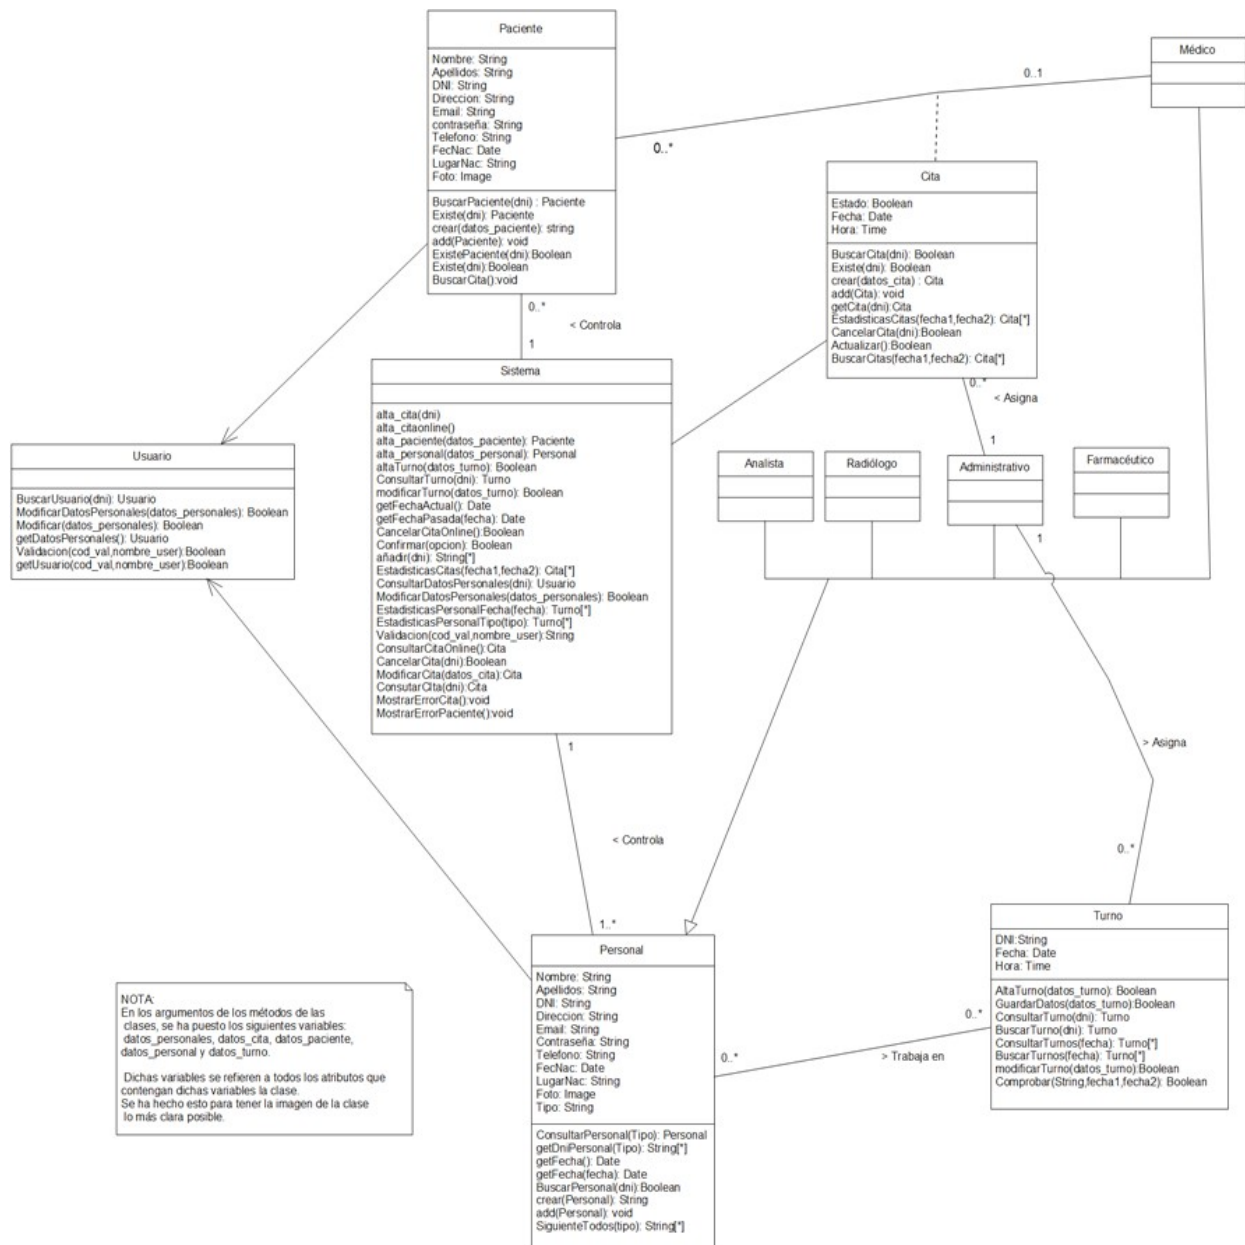 Paciente
Nombre: String
Apellidos: String
DNI: String
Direccion: String
Email: String
contraseña: String
Telefono: String
FecNac: Date
LugarNac: String
Foto: Image
BuscarPaciente(dni) : Paciente
Existe(dni): Paciente
crear(datos_paciente): string
add(Paciente): void
ExistePaciente(dni):Boolean
Existe(dni):Boolean
BuscarCita():void
Médico
0..1
0..*
Cita
Estado: Boolean
Fecha: Date
Hora: Time
BuscarCita(dni): Boolean
Existe(dni): Boolean
crear(datos_cita) : Cita
add(Cita): void
getCita(dni):Cita
EstadisticasCitas(fecha1,fecha2): Cita[*]
CancelarCita(dni):Boolean
Actualizar():Boolean
BuscarCitas(fecha1,fecha2): Cita[*]
0..*
< Controla
1
0..*
< Asigna
1
Sistema
alta_cita(dni)
alta_citaonline()
alta_paciente(datos_paciente): Paciente
alta_personal(datos_personal): Personal
altaTurno(datos_turno): Boolean
ConsultarTurno(dni): Turno
modificarTurno(datos_turno): Boolean
getFechaActual(): Date
getFechaPasada(fecha): Date
CancelarCitaOnline():Boolean
Confirmar(opcion): Boolean
añadir(dni): String[*]
EstadisticasCitas(fecha1,fecha2): Cita[*]
ConsultarDatosPersonales(dni): Usuario
ModificarDatosPersonales(datos_personales): Boolean
EstadisticasPersonalFecha(fecha): Turno[*]
EstadisticasPersonalTipo(tipo): Turno[*]
Validacion(cod_val,nombre_user):String
ConsultarCitaOnline():Cita
CancelarCita(dni):Boolean
ModificarCita(datos_cita):Cita
ConsutarCIta(dni):Cita
MostrarErrorCita():void
MostrarErrorPaciente():void
Usuario
BuscarUsuario(dni): Usuario
ModificarDatosPersonales(datos_personales): Boolean
Modificar(datos_personales): Boolean
getDatosPersonales(): Usuario
Validacion(cod_val,nombre_user):Boolean
getUsuario(cod_val,nombre_user):Boolean
Analista
Radiólogo
Administrativo
Farmacéutico
1
> Asigna
0..*
1
< Controla
1..*
Personal
Nombre: String
Apellidos: String
DNI: String
Direccion: String
Email: String
Contraseña: String
Telefono: String
FecNac: Date
LugarNac: String
Foto: Image
Tipo: String
ConsultarPersonal(Tipo): Personal
getDniPersonal(Tipo): String[*]
getFecha(): Date
getFecha(fecha): Date
BuscarPersonal(dni):Boolean
crear(Personal): String
add(Personal): void
SiguienteTodos(tipo): String[*]
0..*
> Trabaja en
0..*
Turno
DNI:String
Fecha: Date
Hora: Time
AltaTurno(datos_turno): Boolean
GuardarDatos(datos_turno):Boolean
ConsultarTurno(dni): Turno
BuscarTurno(dni): Turno
ConsultarTurnos(fecha): Turno[*]
BuscarTurnos(fecha): Turno[*]
modificarTurno(datos_turno):Boolean
Comprobar(String,fecha1,fecha2): Boolean
NOTA:
En los argumentos de los métodos de las
clases, se ha puesto los siguientes variables:
datos_personales, datos_cita, datos_paciente,
datos_personal y datos_turno.
Dichas variables se refieren a todos los atributos que
contengan dichas variables la clase.
Se ha hecho esto para tener la imagen de la clase
lo más clara posible.